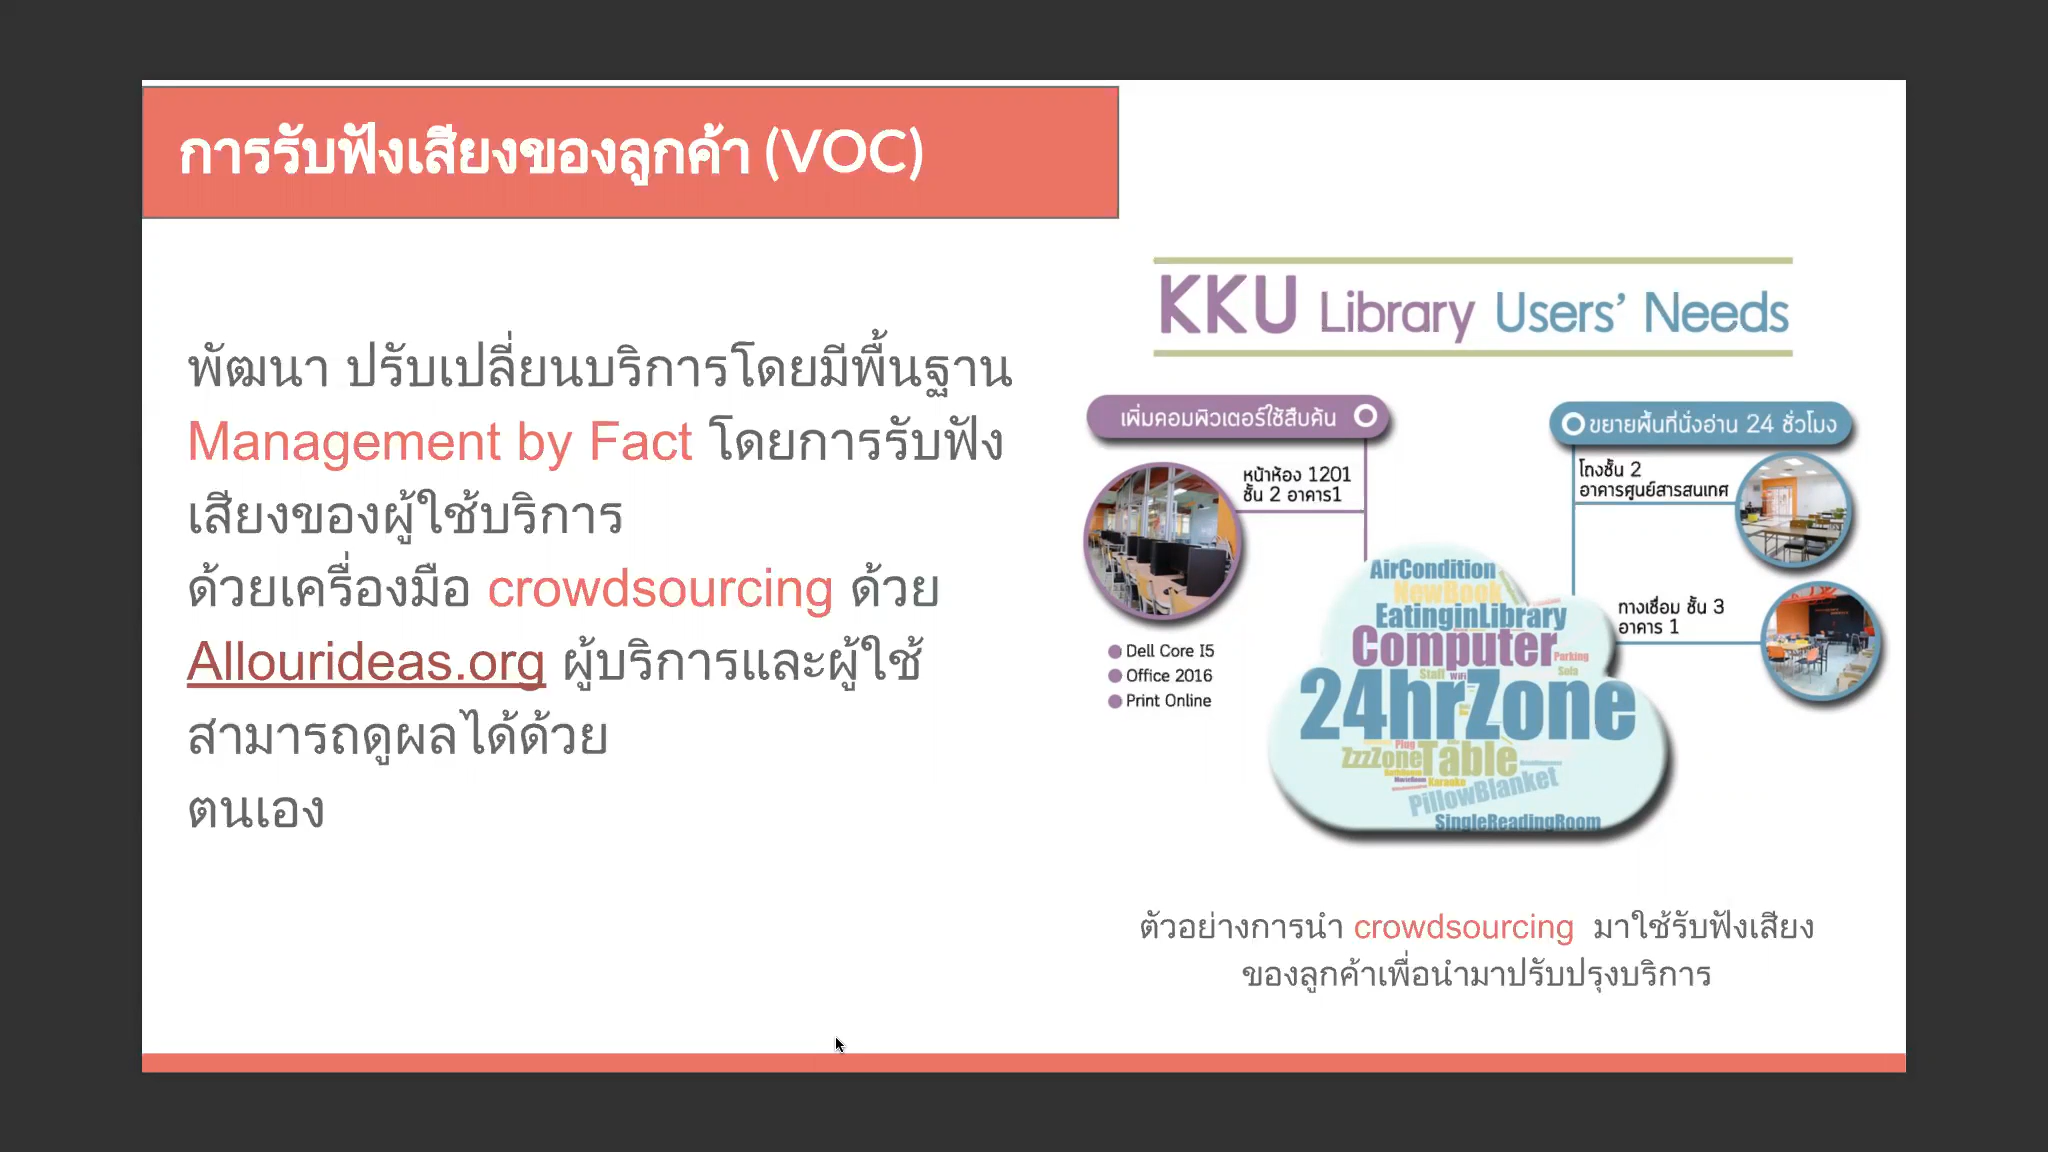 การรับฟังเสียงของลูกค้า (VOC)
พัฒนา ปรับเปลี่ยนบริการโดยมีพื้นฐาน
Management by Fact โดยการรับฟัง
เสียงของผู้ใช้บริการ
ด้วยเครื่องมือ crowdsourcing ด้วย
Allourideas.org ผู้บริการและผู้ใช้
สามารถดูผลได้ด้วย
ตนเอง
KKU Library Users’ Needs
เพิ่มคอมพิวเตอร์ใช้สืบค้น
หน้าห้อง 1201
ชั้น 2 อาคาร1
Dell Core I5
Office 2016
Print Online
ขยายพื้นที่นั่งอ่าน 24 ชั่วโมง
โถงชั้น 2
อาคารศูนย์สารสนเทศ
ทางเชื่อม ชั้น 3
อาคาร 1
AirCondition
NewBook
EatinginLibrary
Computer
Parking
Staff WiFi
Sofa
24hrZone
Plug
ZzzZone Table
Karaoke
PillowBlanket
SingleReadingRoom
ตัวอย่างการนำ crowdsourcing มาใช้รับฟังเสียง
ของลูกค้าเพื่อนำมาปรับปรุงบริการ